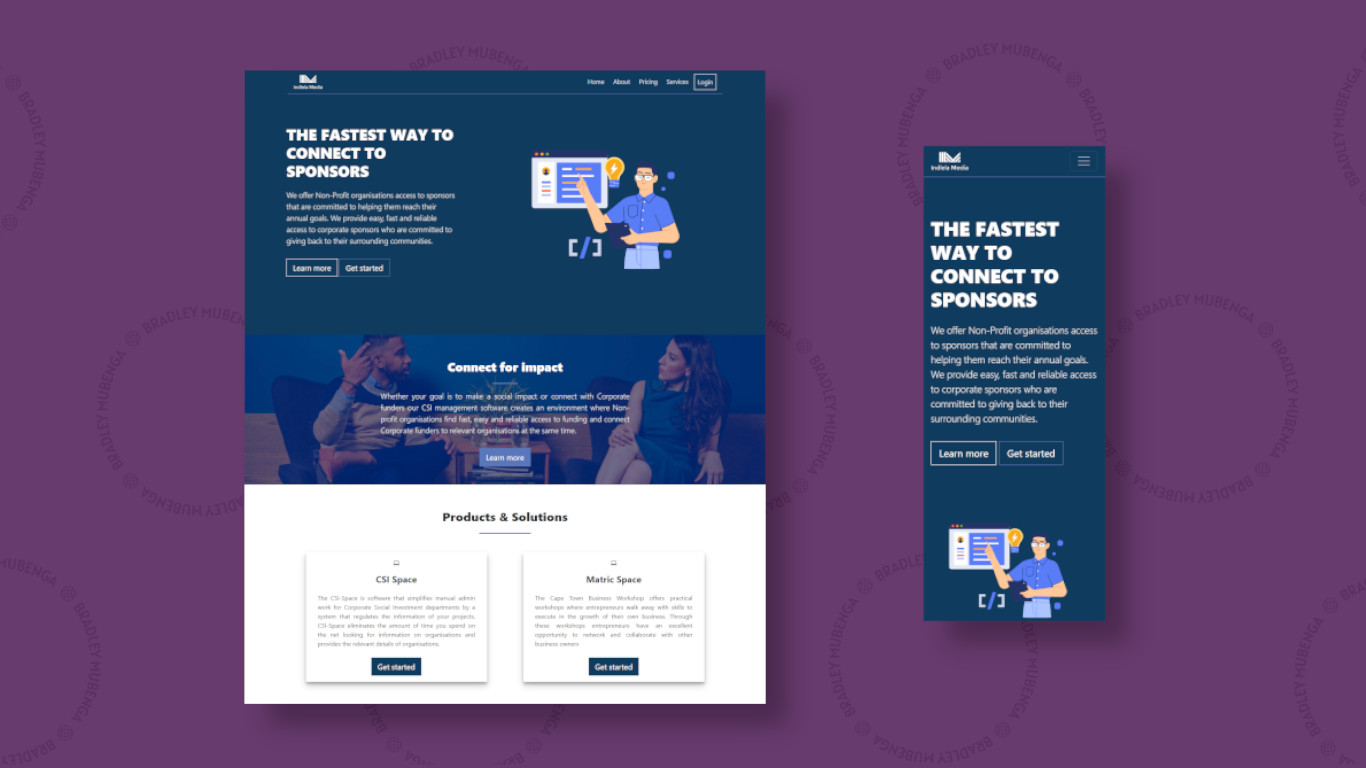 Indlela Media
Home About Pricing Services Login
THE FASTEST WAY TO
CONNECT TO
SPONSORS
We offer Non-Profit organisations access to sponsors
that are committed to helping them reach their
annual goals. We provide easy, fast and reliable
access to corporate sponsors who are committed to
giving back to their surrounding communities.
Learn more Get started
Connect for impact
Whether your goal is to make a social impact or connect with Corporate
funders our CSI management software creates an environment where Non-
profit organisations find fast, easy and reliable access to funding and connect
Corporate funders to relevant organisations at the same time.
Learn more
Products & Solutions
CSI Space
The CSI-Space is software that simplifies manual admin
work for Corporate Social Investment departments by a
system that regulates the information of your projects.
CSI-Space eliminates the amount of time you spend on
the net looking for information on organisations and
provides the relevant details of organisations.
Get started
Matric Space
The Cape Town Business Workshop offers practical
workshops where entrepreneurs walk away with skills to
execute in the growth of their own business. Through
these workshops entrepreneurs have an excellent
opportunity to network and collaborate with other
business owners
Get started
Indlela Media
THE FASTEST
WAY TO
CONNECT TO
SPONSORS
We offer Non-Profit organisations access
to sponsors that are committed to
helping them reach their annual goals.
We provide easy, fast and reliable access
to corporate sponsors who are
committed to giving back to their
surrounding communities.
Learn more Get started
BRADLEY MUBENGA
BRADLEY MUBENGA
BRADLEY MUBENGA
BRADLEY MUBENGA